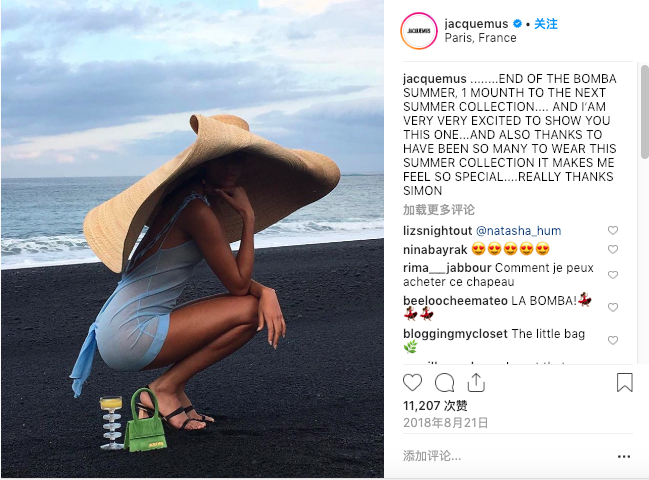 JACQUEMUS
jacquemus • 关注
Paris, France
jacquemus ........END OF THE BOMBA
SUMMER, 1 MOUNTH TO THE NEXT
SUMMER COLLECTION.... AND I'AM
VERY VERY EXCITED TO SHOW YOU
THIS ONE...AND ALSO THANKS TO
HAVE BEEN SO MANY TO WEAR THIS
SUMMER COLLECTION IT MAKES ME
FEEL SO SPECIAL....REALLY THANKS
SIMON
加载更多评论
lizsnightout @natasha_hum
ninabayrak 😍😍😍😍😍
rima___jabbour Comment je peux
acheter ce chapeau
beeloocheemateo LA BOMBA!💃
💃💃
bloggingmycloset The little bag
🌿
11,207 次赞
2018年8月21日
添加评论...